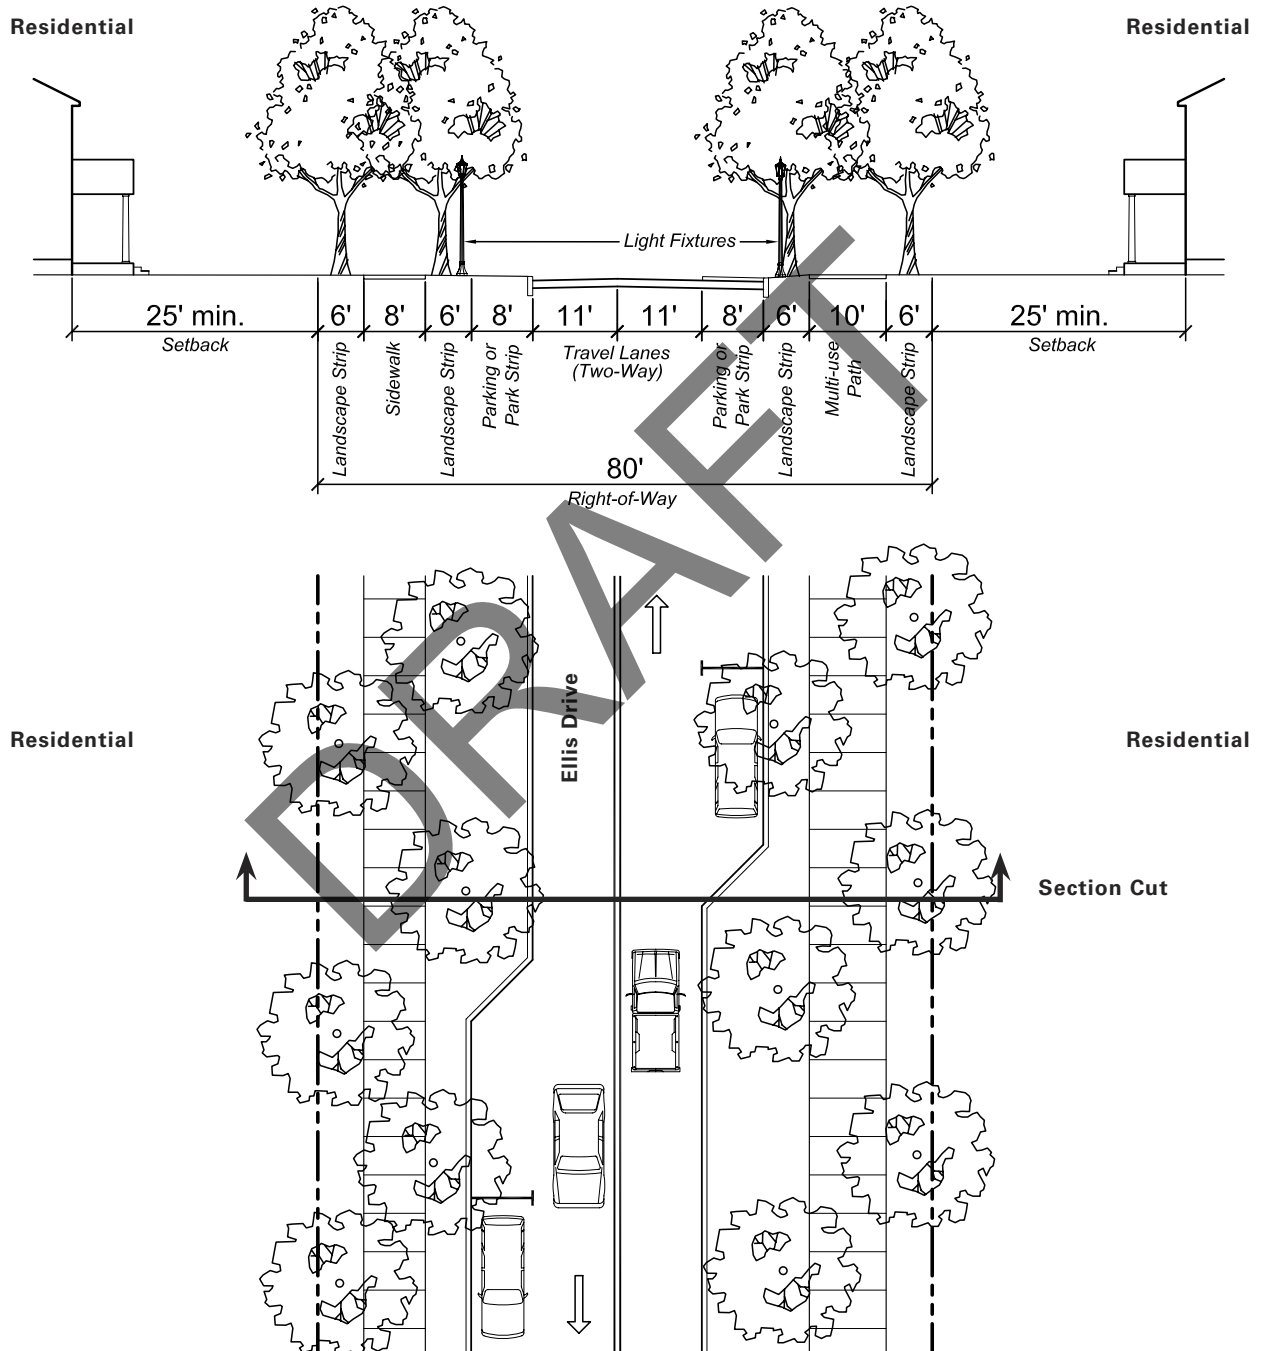 Residential
Residential
Light Fixtures
25' min.
6'
8'
6'
8'
11'
11'
8'
6'
10'
6'
25' min.
Setback
Landscape Strip
Sidewalk
Landscape Strip
Parking or
Park Strip
Travel Lanes
(Two-Way)
Parking or
Park Strip
Landscape Strip
Multi-use
Path
Landscape Strip
Setback
80'
Right-of-Way
DRAFT
Ellis Drive
Residential
Residential
Section Cut